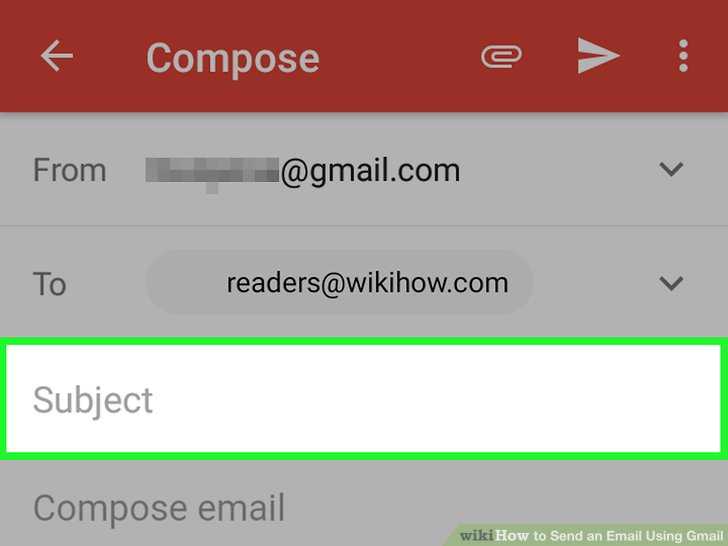 Compose
From @gmail.com
To readers@wikihow.com
Subject
Compose email
wikiHow to Send an Email Using Gmail